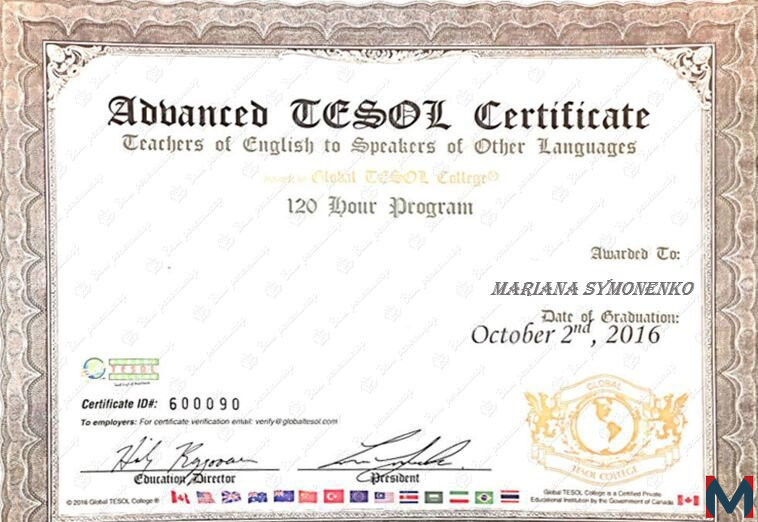 Advanced TESOL Certificate
Teachers of English to Speakers of Other Languages
Global TESOL College®
120 Hour Program
Awarded To:
MARIANA SYMONENKO
Date of Graduation:
October 2nd, 2016
TESOL
Certificate ID#: 600090
To employers: For certificate verification email: verify@globaltesol.com
Education Director
President
GLOBAL
TESOL COLLEGE
© 2016 Global TESOL College ®
Global TESOL College is a Certified Private
Educational Institution by the Government of Canada
M